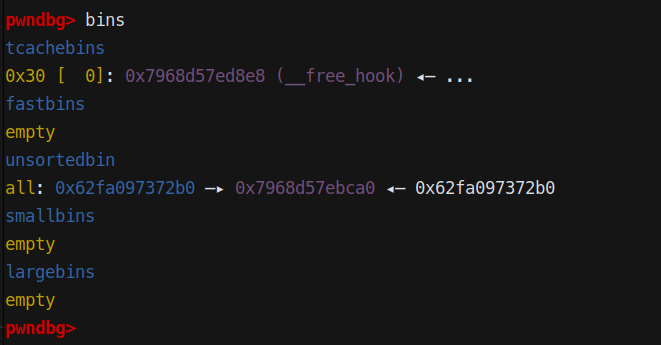 pwndbg> bins
tcachebins
0x30 [  0]: 0x7968d57ed8e8 (__free_hook) ◂— ...
fastbins
empty
unsortedbin
all: 0x62fa097372b0 —▸ 0x7968d57ebca0 ◂— 0x62fa097372b0
smallbins
empty
largebins
empty
pwndbg>